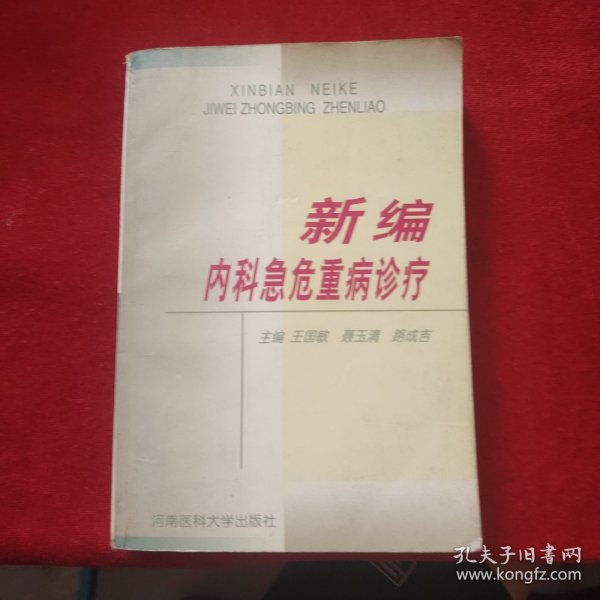 XINBIAN NEIKE
JIWEI ZHONGBING ZHENLIAO
新编
内科急危重病诊疗
主编 王国敏 聂玉清 路成吉
河南医科大学出版社
孔夫子旧书网
www.kongfz.com